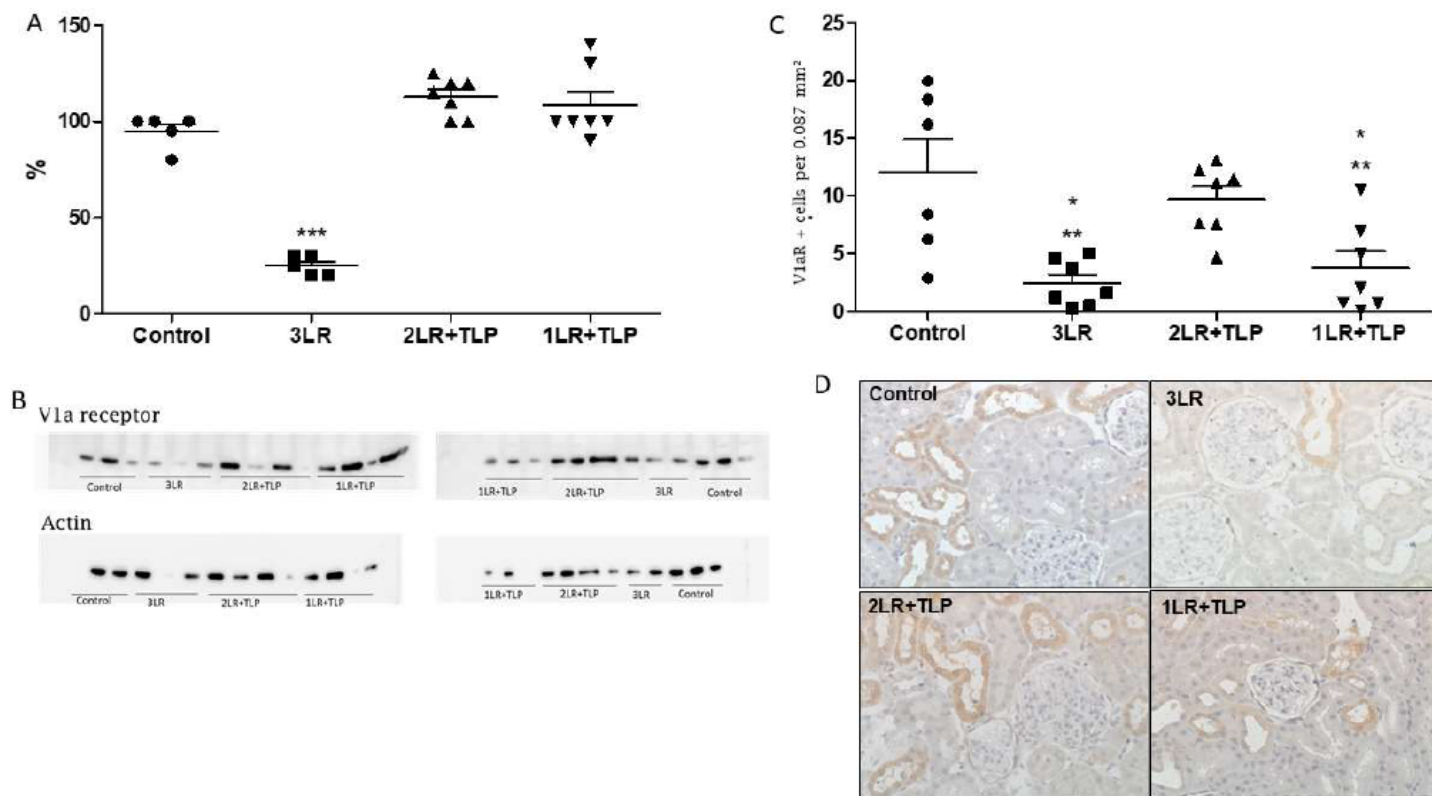 A
150
100
50
0
%
***
Control
3LR
2LR+TLP
1LR+TLP
C
25
20
15
10
5
0
V1aR + cells per 0.087 mm²
*
**
*
**
Control
3LR
2LR+TLP
1LR+TLP
B
V1a receptor
Control
3LR
2LR+TLP
1LR+TLP
1LR+TLP
2LR+TLP
3LR
Control
Actin
Control
3LR
2LR+TLP
1LR+TLP
1LR+TLP
2LR+TLP
3LR
Control
D
Control
3LR
2LR+TLP
1LR+TLP